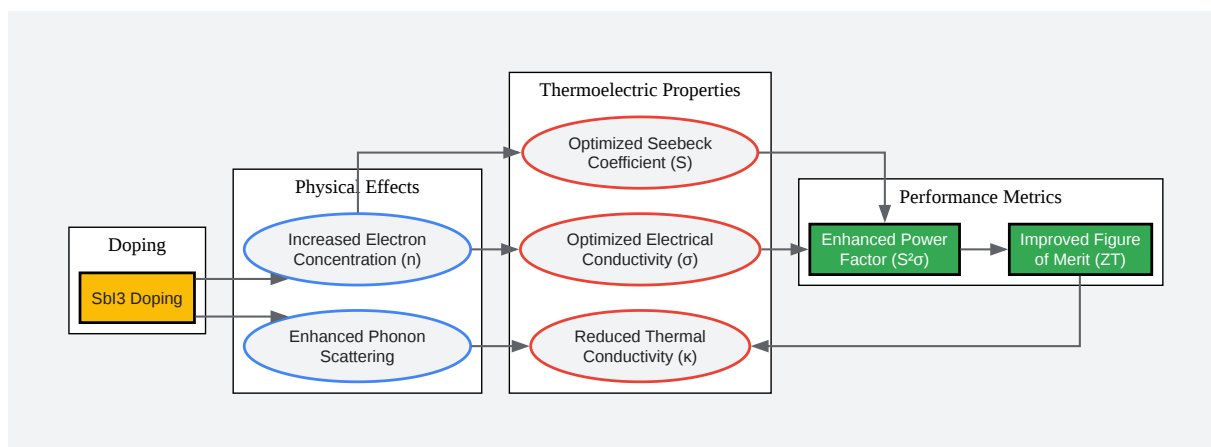 Doping
SbI3 Doping
Physical Effects
Increased Electron
Concentration (n)
Enhanced Phonon
Scattering
Thermoelectric Properties
Optimized Seebeck
Coefficient (S)
Optimized Electrical
Conductivity (σ)
Reduced Thermal
Conductivity (κ)
Performance Metrics
Enhanced Power
Factor (S²σ)
Improved Figure
of Merit (ZT)